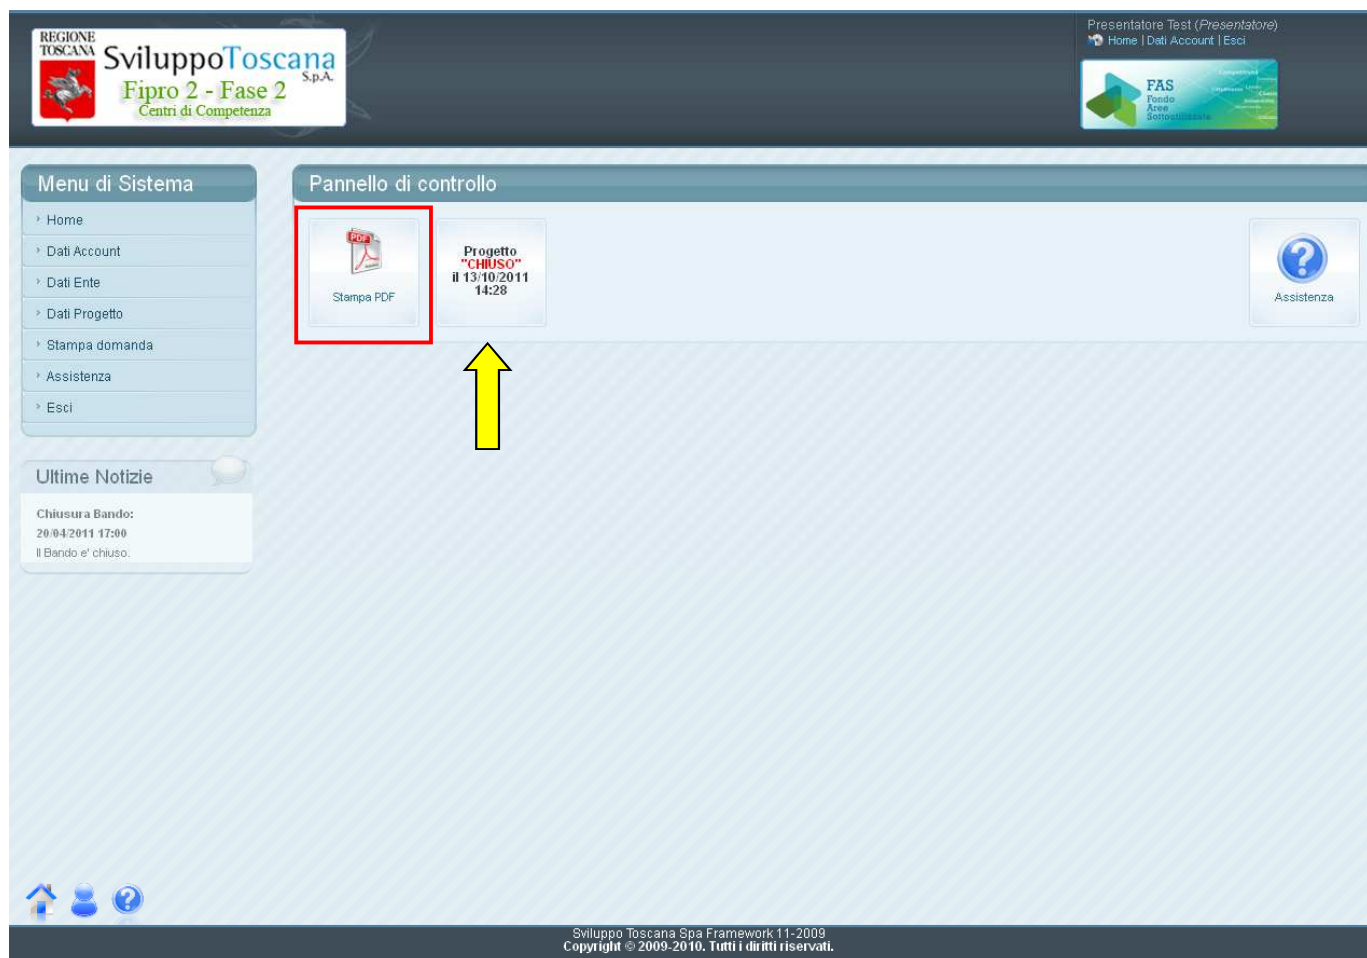 REGIONE
TOSCANA
SviluppoToscana
S.p.A.
Fipro 2 - Fase 2
Centri di Competenza
Presentatore Test (Presentatore)
Home | Dati Account | Esci
FAS
Fondo
Aree
Sottoutilizzate
Menu di Sistema
Home
Dati Account
Dati Ente
Dati Progetto
Stampa domanda
Assistenza
Esci
Pannello di controllo
PDF
Stampa PDF
Progetto
"CHIUSO"
il 13/10/2011
14:28
Assistenza
Ultime Notizie
Chiusura Bando:
20/04/2011 17:00
Il Bando e' chiuso.
Sviluppo Toscana Spa Framework 11-2009
Copyright © 2009-2010. Tutti i diritti riservati.